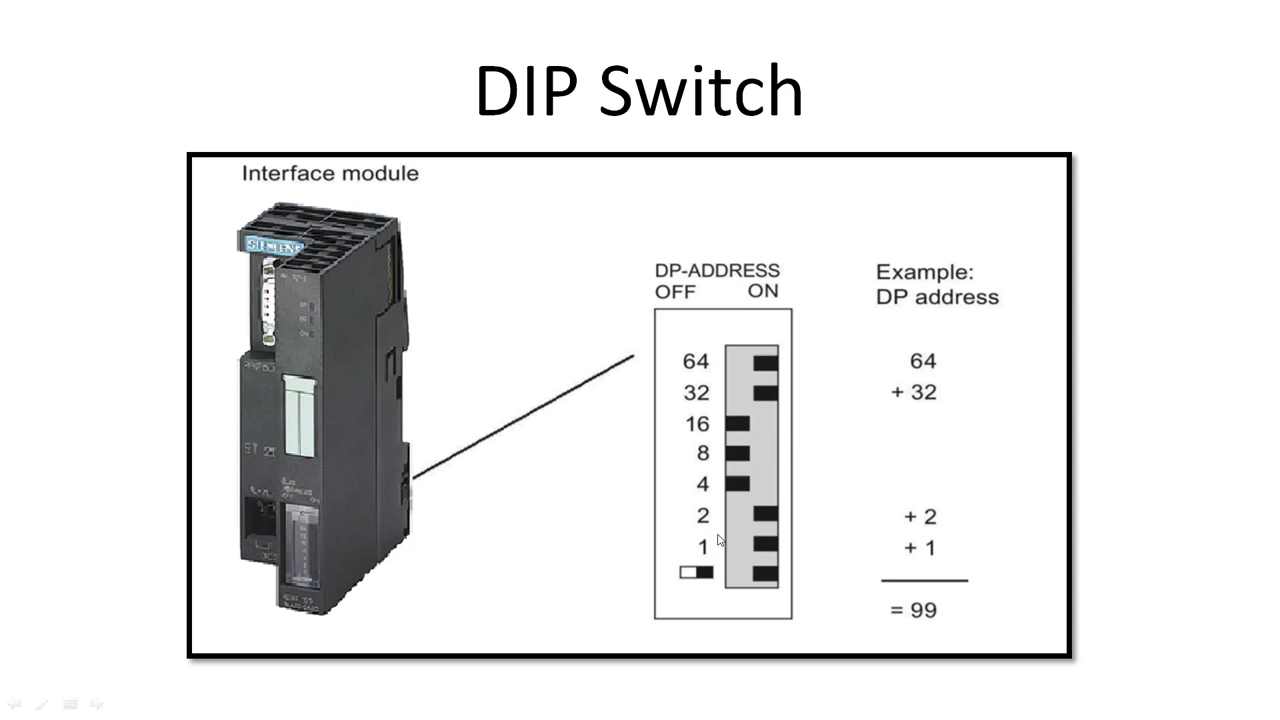 DIP Switch
Interface module
SIEMENS
DP-ADDRESS
OFF ON
64
32
16
8
4
2
1
Example:
DP address
64
+ 32
+ 2
+ 1
= 99